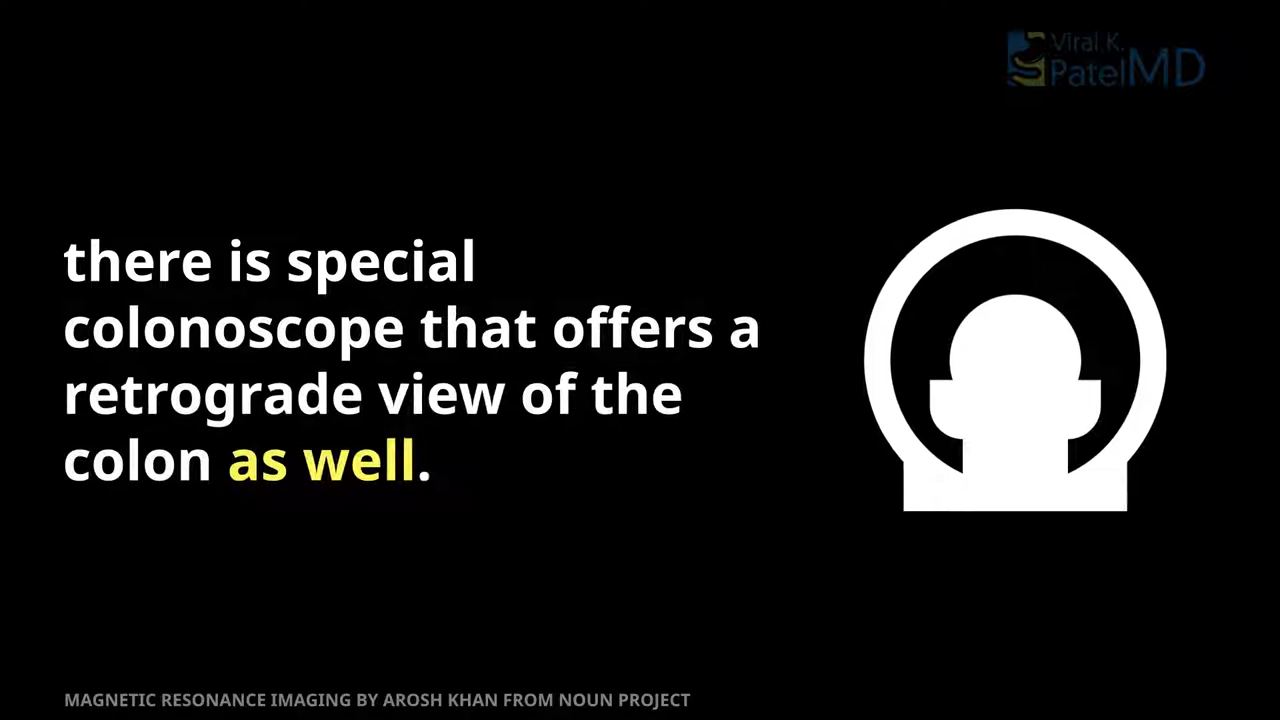 Viral K.
PatelMD
there is special
colonoscope that offers a
retrograde view of the
colon as well.
MAGNETIC RESONANCE IMAGING BY AROSH KHAN FROM NOUN PROJECT